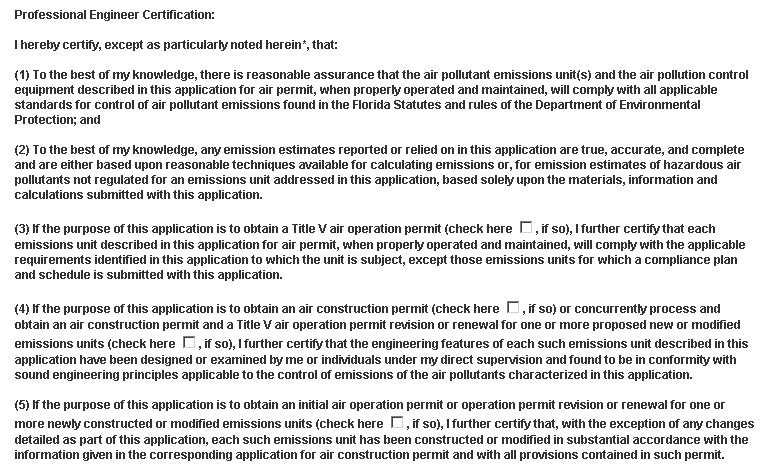 Professional Engineer Certification:
I hereby certify, except as particularly noted herein*, that:
(1) To the best of my knowledge, there is reasonable assurance that the air pollutant emissions unit(s) and the air pollution control
equipment described in this application for air permit, when properly operated and maintained, will comply with all applicable
standards for control of air pollutant emissions found in the Florida Statutes and rules of the Department of Environmental
Protection; and
(2) To the best of my knowledge, any emission estimates reported or relied on in this application are true, accurate, and complete
and are either based upon reasonable techniques available for calculating emissions or, for emission estimates of hazardous air
pollutants not regulated for an emissions unit addressed in this application, based solely upon the materials, information and
calculations submitted with this application.
(3) If the purpose of this application is to obtain a Title V air operation permit (check here ☐, if so), I further certify that each
emissions unit described in this application for air permit, when properly operated and maintained, will comply with the applicable
requirements identified in this application to which the unit is subject, except those emissions units for which a compliance plan
and schedule is submitted with this application.
(4) If the purpose of this application is to obtain an air construction permit (check here ☐, if so) or concurrently process and
obtain an air construction permit and a Title V air operation permit revision or renewal for one or more proposed new or modified
emissions units (check here ☐, if so), I further certify that the engineering features of each such emissions unit described in this
application have been designed or examined by me or individuals under my direct supervision and found to be in conformity with
sound engineering principles applicable to the control of emissions of the air pollutants characterized in this application.
(5) If the purpose of this application is to obtain an initial air operation permit or operation permit revision or renewal for one or
more newly constructed or modified emissions units (check here ☐, if so), I further certify that, with the exception of any changes
detailed as part of this application, each such emissions unit has been constructed or modified in substantial accordance with the
information given in the corresponding application for air construction permit and with all provisions contained in such permit.